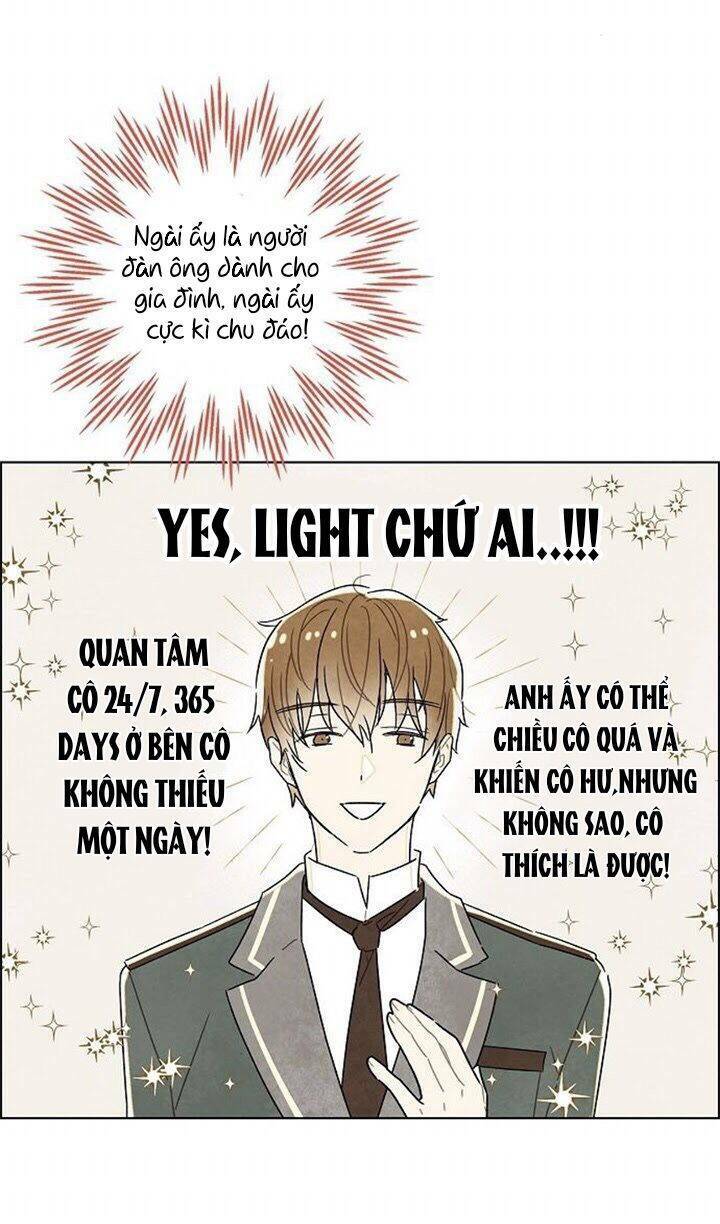 Ngài ấy là người
đàn ông dành cho
gia đình, ngài ấy
cực kì chu đáo!
YES, LIGHT CHỨ AI..!!!
QUAN TÂM
CÔ 24/7, 365
DAYS Ở BÊN CÔ
KHÔNG THIẾU
MỘT NGÀY!
ANH ẤY CÓ THỂ
CHIỀU CÔ QUÁ VÀ
KHIẾN CÔ HƯ,NHƯNG
KHÔNG SAO, CÔ
THÍCH LÀ ĐƯỢC!